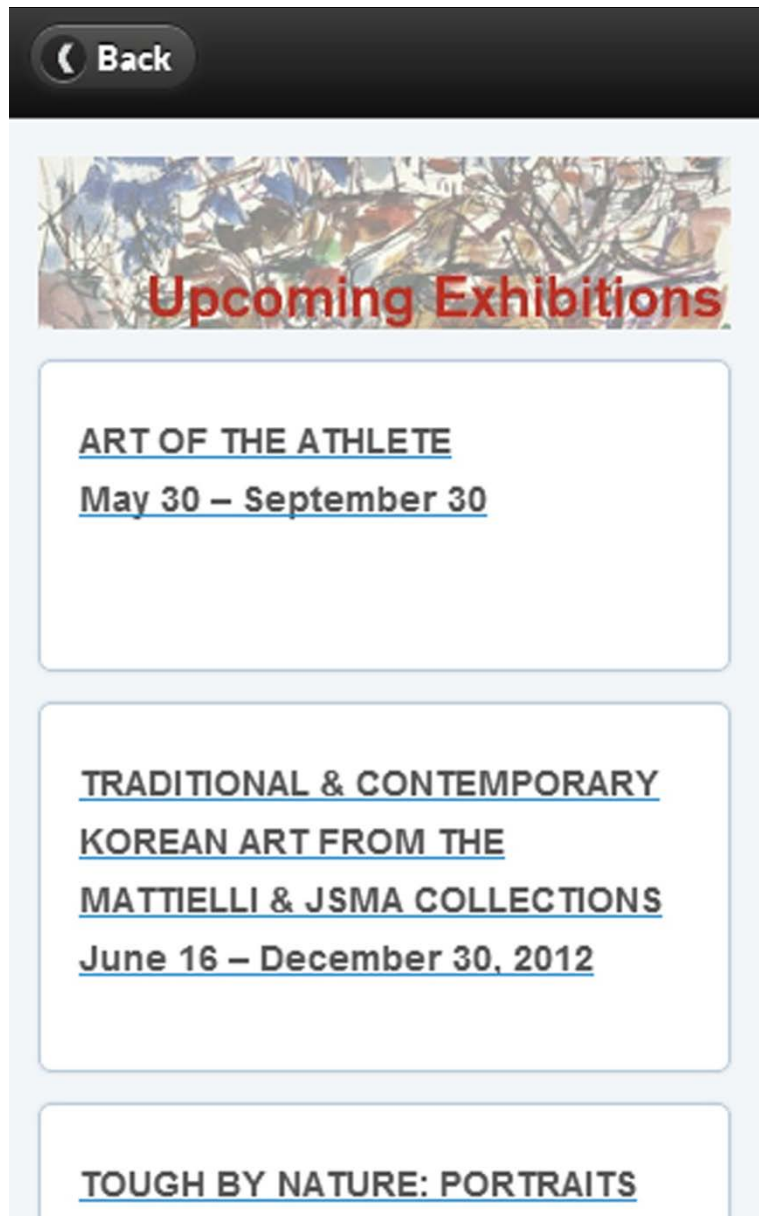 Back
Upcoming Exhibitions
ART OF THE ATHLETE
May 30 – September 30
TRADITIONAL & CONTEMPORARY
KOREAN ART FROM THE
MATTIELLI & JSMA COLLECTIONS
June 16 – December 30, 2012
TOUGH BY NATURE: PORTRAITS